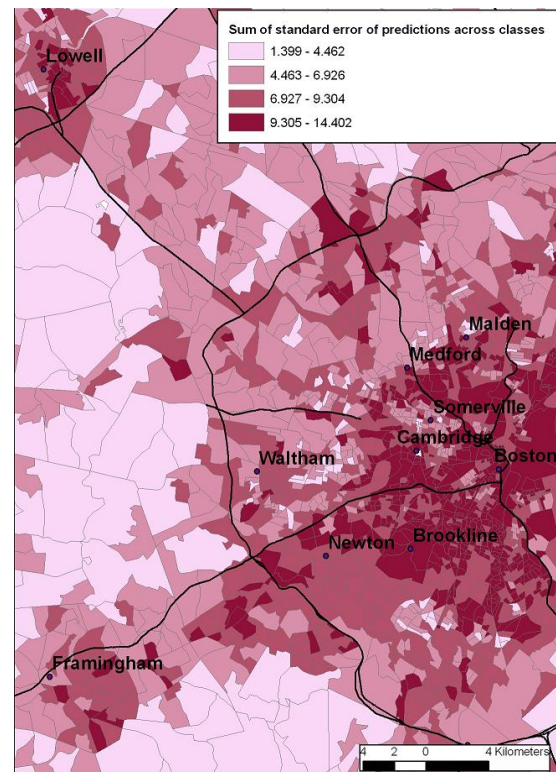 Sum of standard error of predictions across classes
1.399 - 4.462
4.463 - 6.926
6.927 - 9.304
9.305 - 14.402
Lowell
Malden
Medford
Somerville
Cambridge
Boston
Waltham
Newton
Brookline
Framingham
4 2 0 4 Kilometers